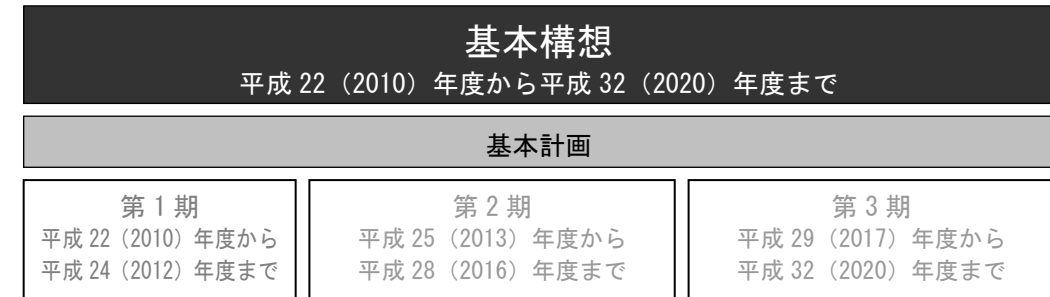 基本構想
平成 22（2010）年度から平成 32（2020）年度まで
基本計画
第 1 期
平成 22（2010）年度から
平成 24（2012）年度まで
第 2 期
平成 25（2013）年度から
平成 28（2016）年度まで
第 3 期
平成 29（2017）年度から
平成 32（2020）年度まで